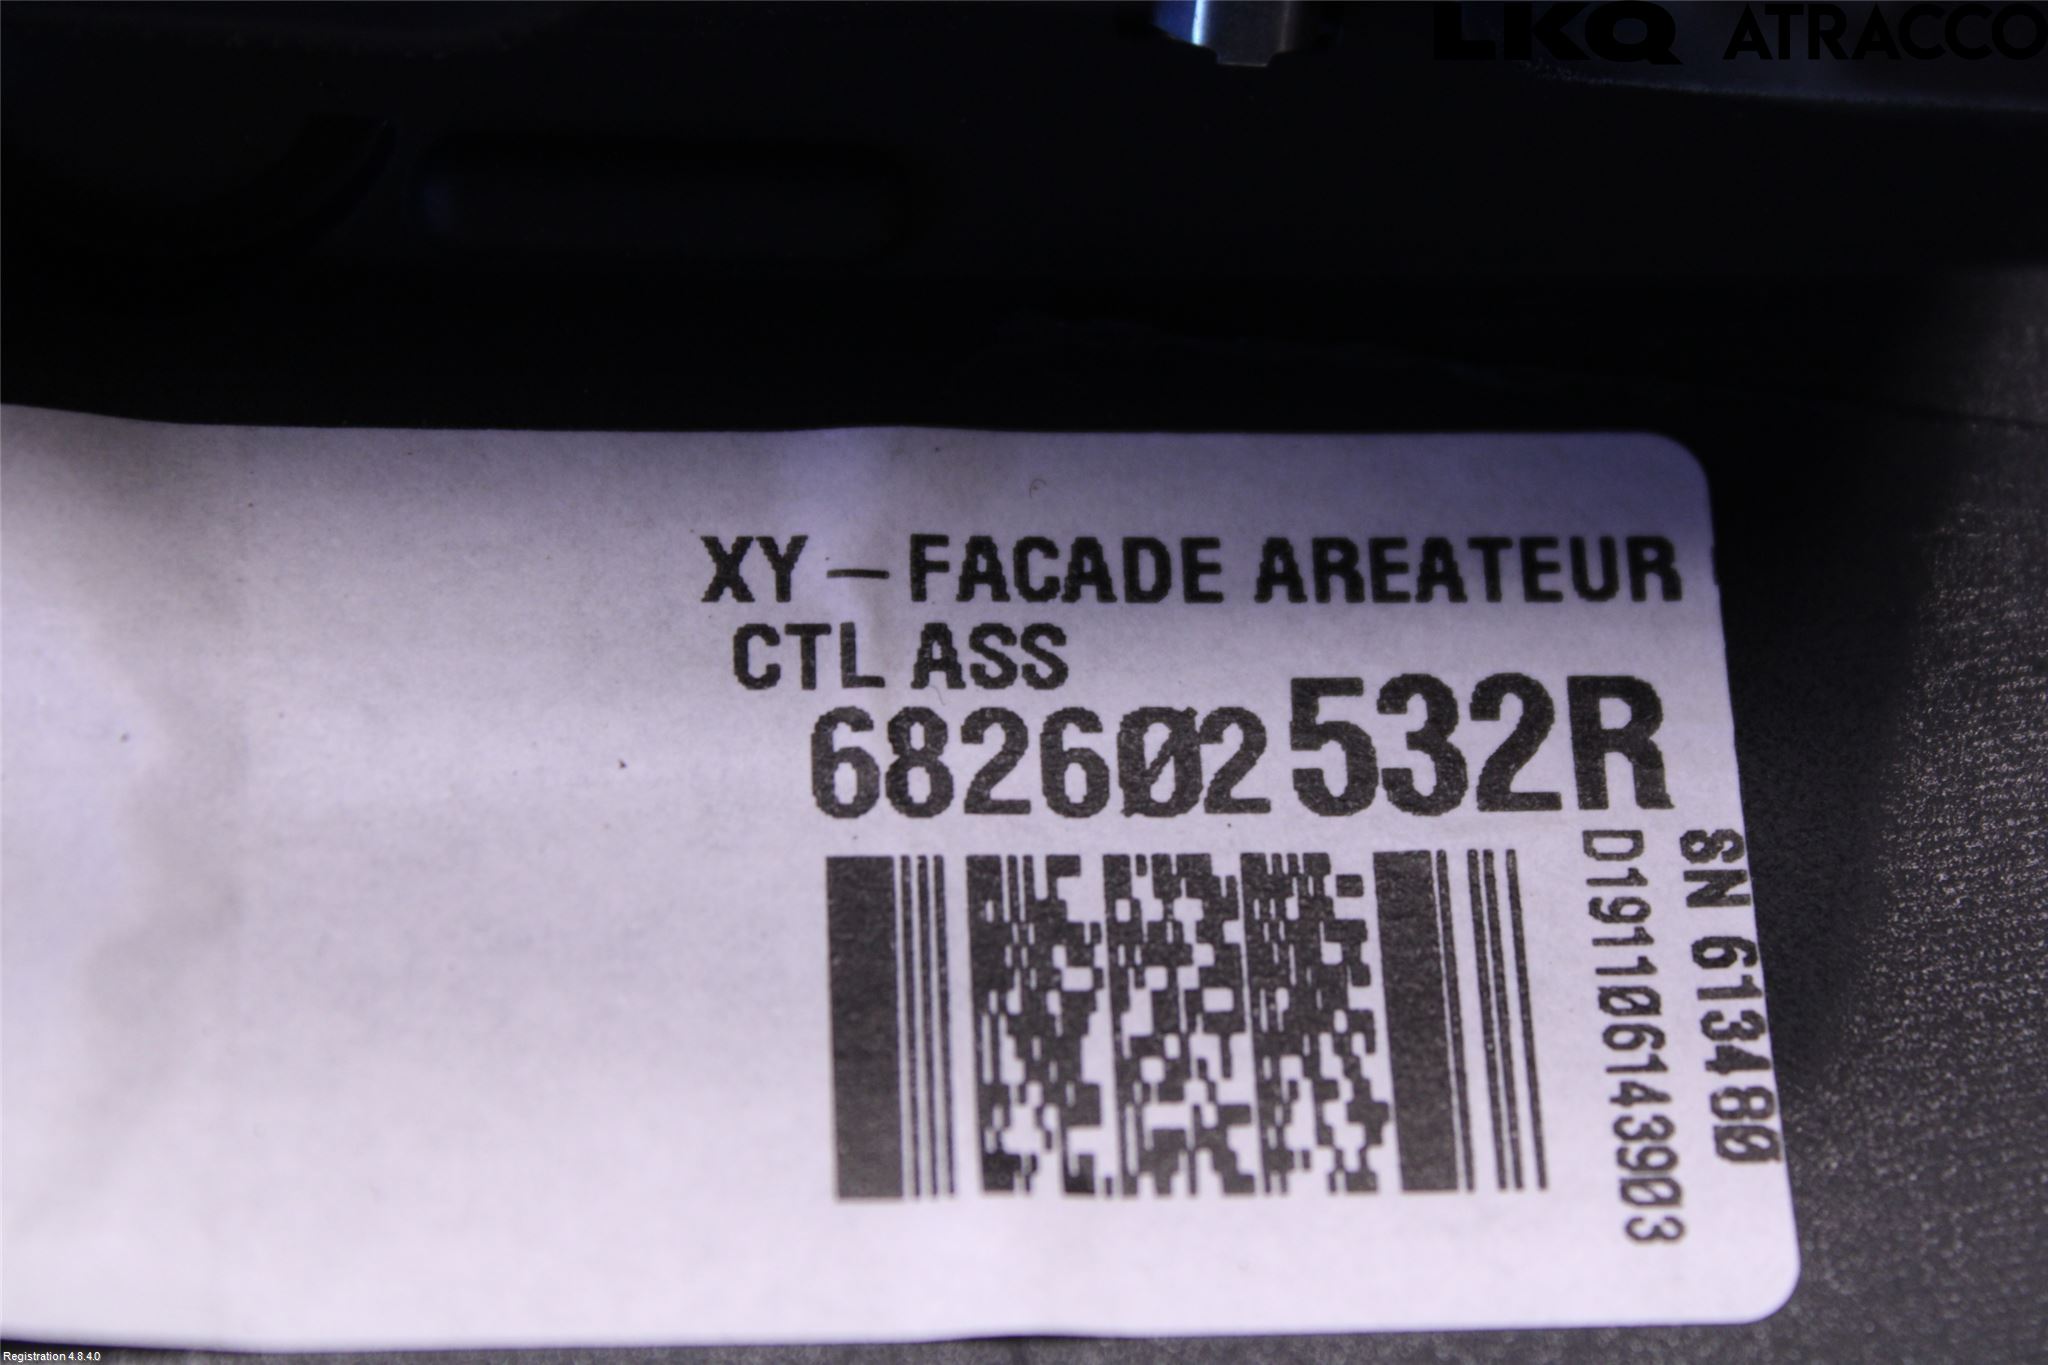 LKQ ATRACCO
XY – FACADE AREATEUR
CTL ASS
682602532R
D191106143903
SN 613480
Registration 4.8.4.0